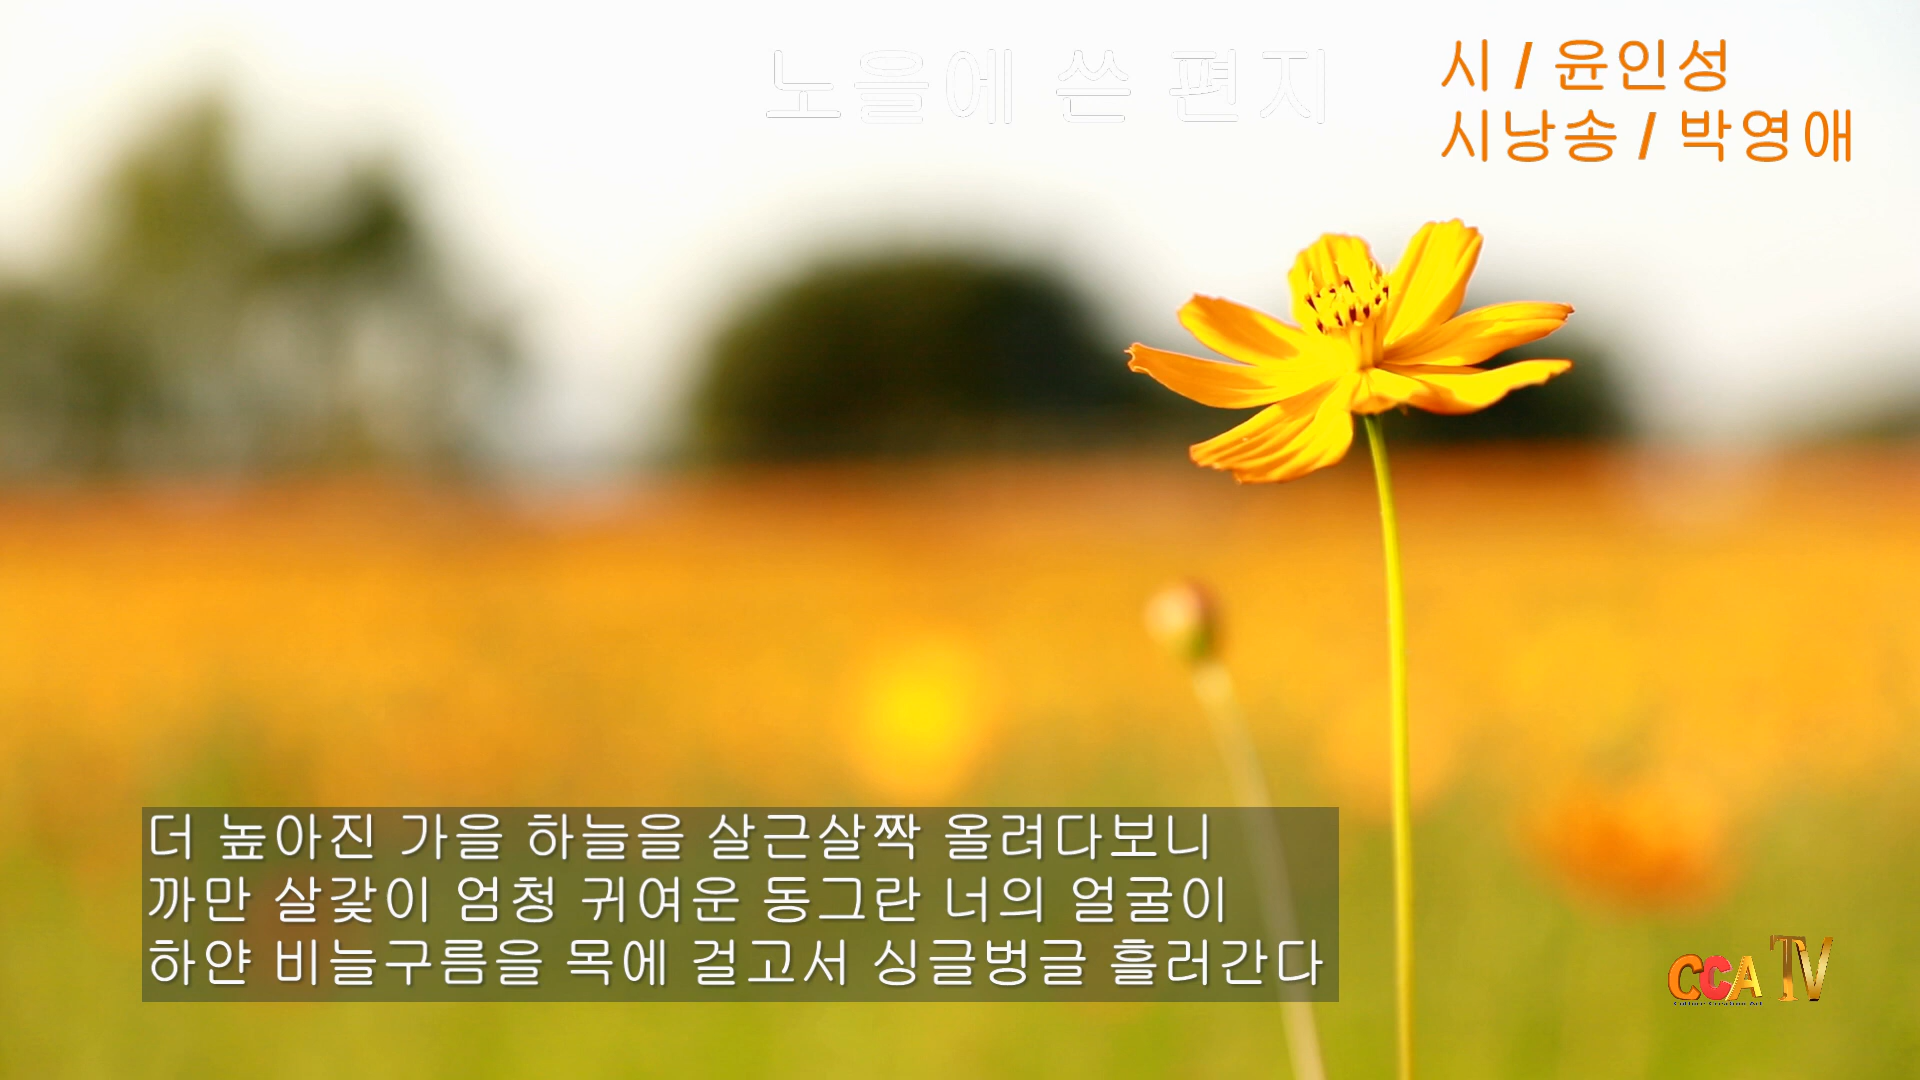 노을에 쓴 편지
시 / 윤인성
시낭송 / 박영애
더 높아진 가을 하늘을 살근살짝 올려다보니
까만 살갗이 엄청 귀여운 동그란 너의 얼굴이
하얀 비늘구름을 목에 걸고서 싱글벙글 흘러간다
CCA TV
Culture Creation Art